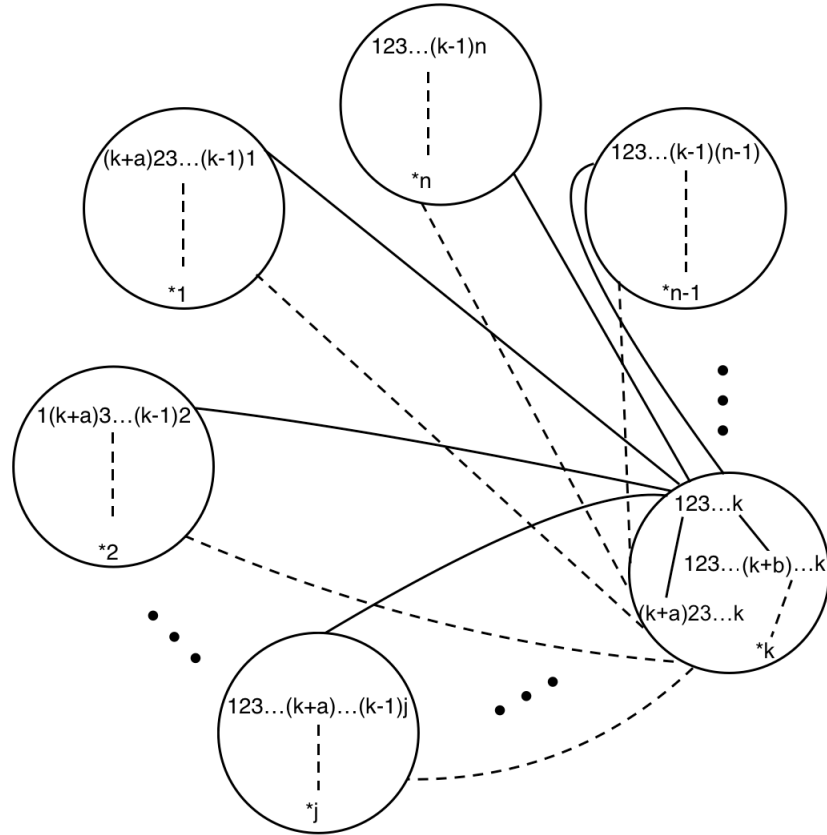 123...(k-1)n
*n
(k+a)23...(k-1)1
*1
123...(k-1)(n-1)
*n-1
1(k+a)3...(k-1)2
*2
123...k
123...(k+b)...k
(k+a)23...k
*k
123...(k+a)...(k-1)j
*j